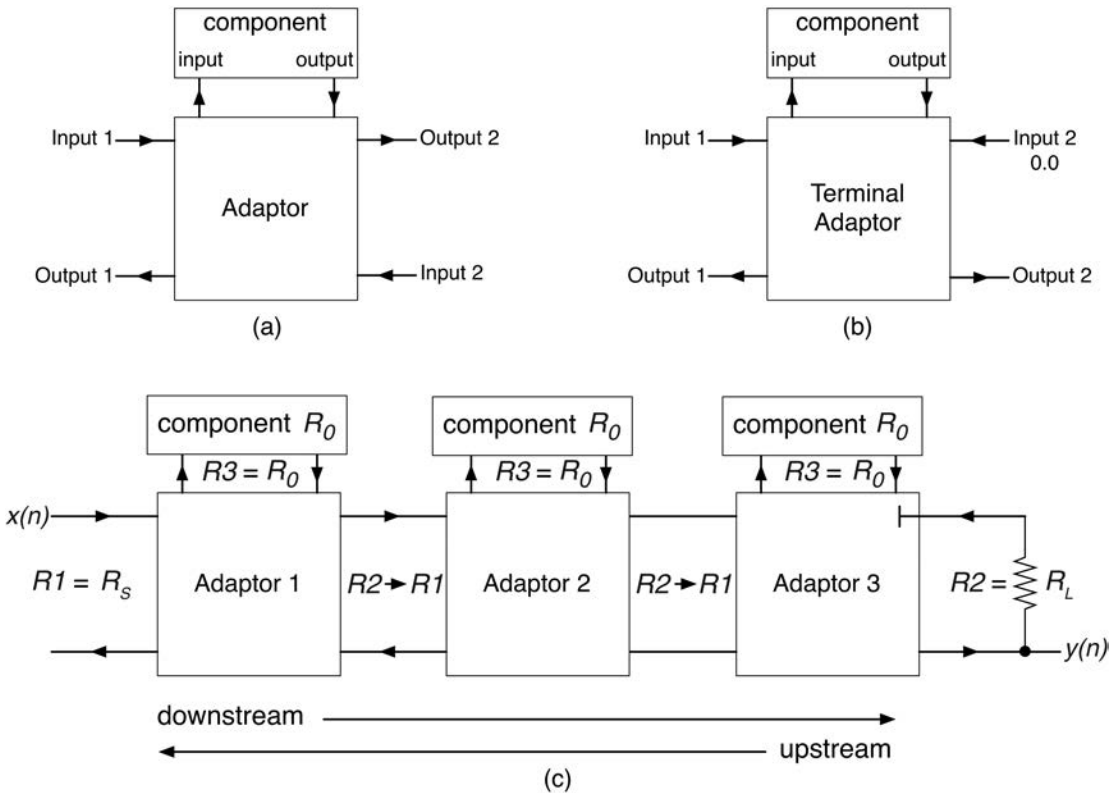 component
input output
Input 1
Output 2
Adaptor
Output 1
Input 2
(a)
component
input output
Input 1
Input 2
0.0
Terminal
Adaptor
Output 1
Output 2
(b)
component R0
component R0
component R0
R3 = R0
R3 = R0
R3 = R0
x(n)
R1 = RS
Adaptor 1
R2 → R1
Adaptor 2
R2 → R1
Adaptor 3
R2 = RL
y(n)
downstream
upstream
(c)